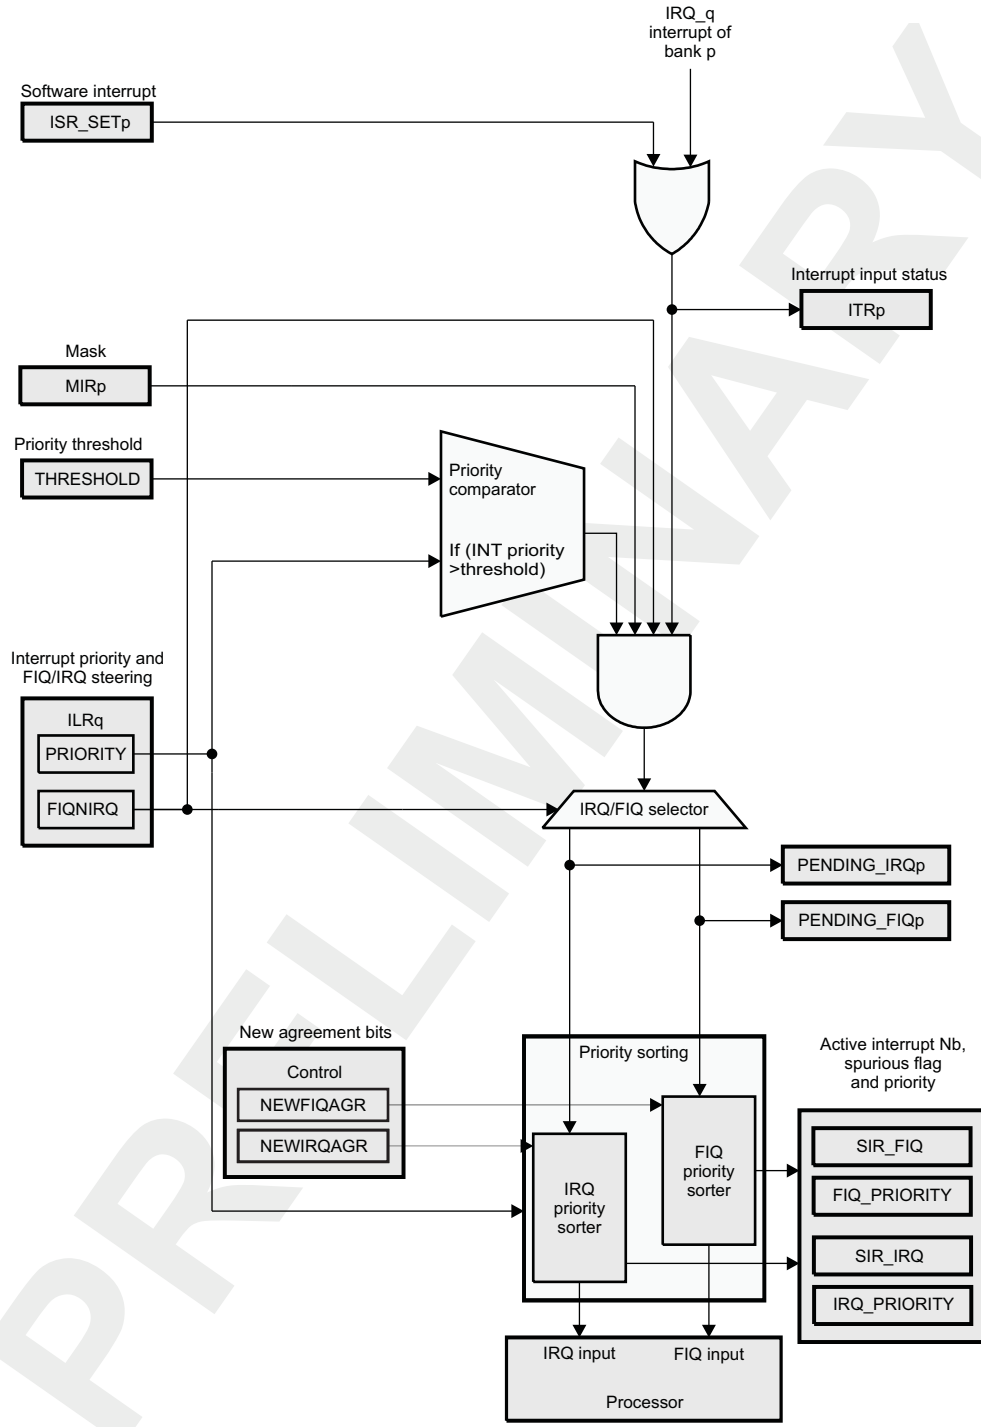 IRQ_q
interrupt of
bank p
Software interrupt
ISR_SETp
Interrupt input status
ITRp
Mask
MIRp
Priority threshold
THRESHOLD
Priority
comparator
If (INT priority
>threshold)
Interrupt priority and
FIQ/IRQ steering
ILRq
PRIORITY
FIQNIRQ
IRQ/FIQ selector
PENDING_IRQp
PENDING_FIQp
New agreement bits
Control
NEWFIQAGR
NEWIRQAGR
Priority sorting
IRQ
priority
sorter
FIQ
priority
sorter
Active interrupt Nb,
spurious flag
and priority
SIR_FIQ
FIQ_PRIORITY
SIR_IRQ
IRQ_PRIORITY
IRQ input
FIQ input
Processor
PRELIMINARY